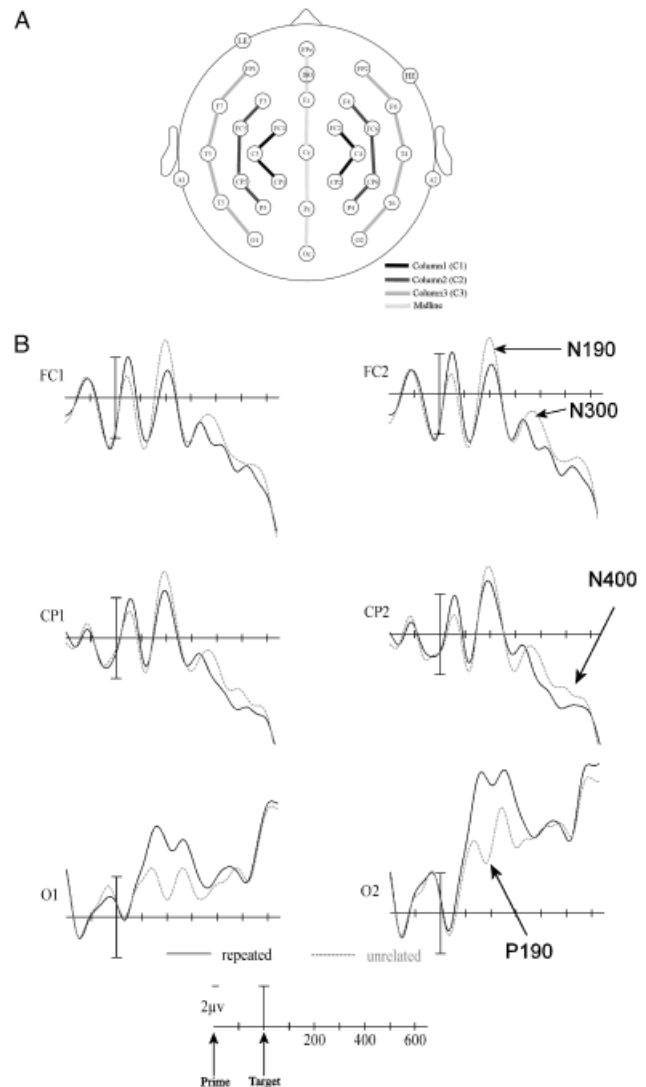 A
LE
FPz
FP1
FP2
HE
F7
F3
Fz
F4
F8
FC5
FC1
FC2
FC6
T3
C3
Cz
C4
T4
A1
CP5
CP1
CP2
CP6
A2
T5
P3
Pz
P4
T6
O1
O2
Oz
Column1 (C1)
Column2 (C2)
Column3 (C3)
Midline
B
FC1
FC2
N190
N300
CP1
CP2
N400
O1
O2
P190
repeated
unrelated
2μv
200 400 600
Prime Target